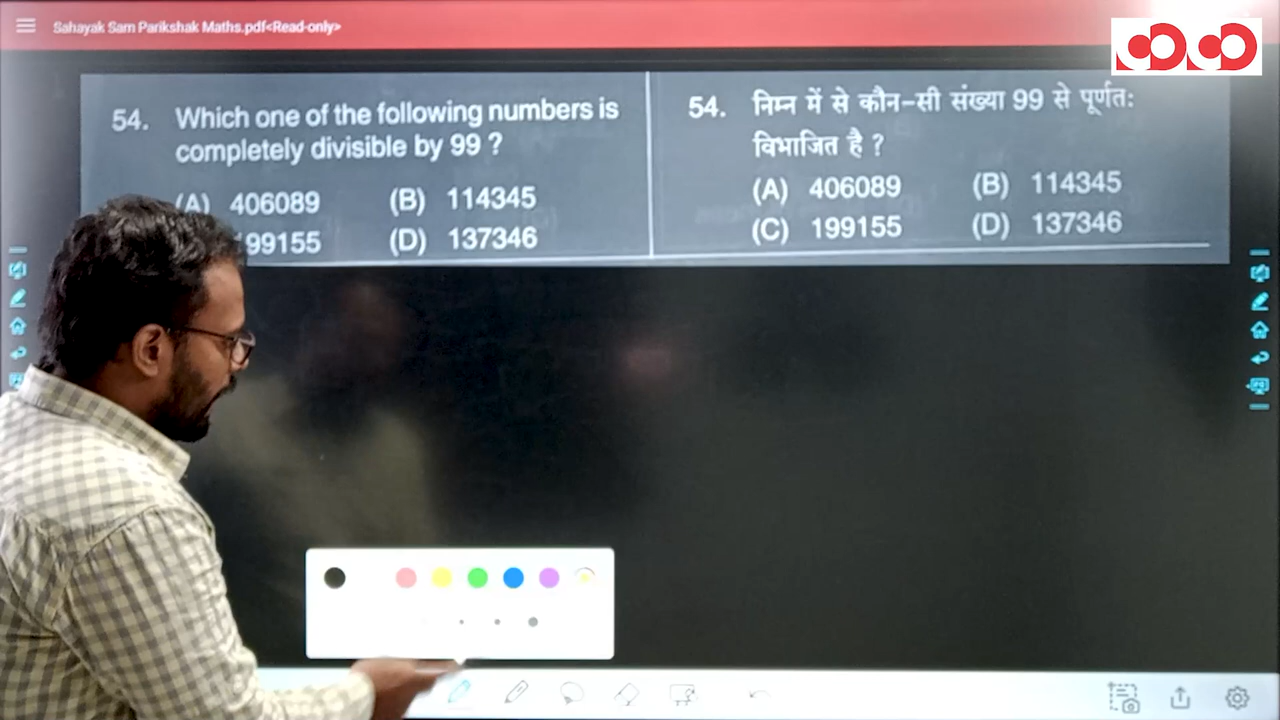 Sahayak Sam Parikshak Maths.pdf<Read-only>
54. Which one of the following numbers is
completely divisible by 99 ?
(A) 406089 (B) 114345
99155 (D) 137346
54. निम्न में से कौन-सी संख्या 99 से पूर्णतः
विभाजित है ?
(A) 406089 (B) 114345
(C) 199155 (D) 137346